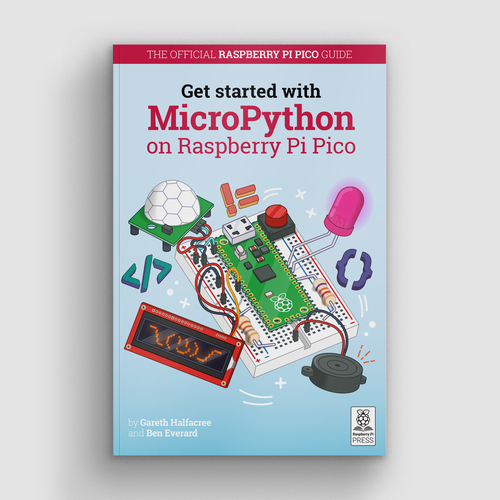 THE OFFICIAL RASPBERRY PI PICO GUIDE
Get started with
MicroPython
on Raspberry Pi Pico
</>
{}
by Gareth Halfacree
and Ben Everard
Raspberry Pi
PRESS